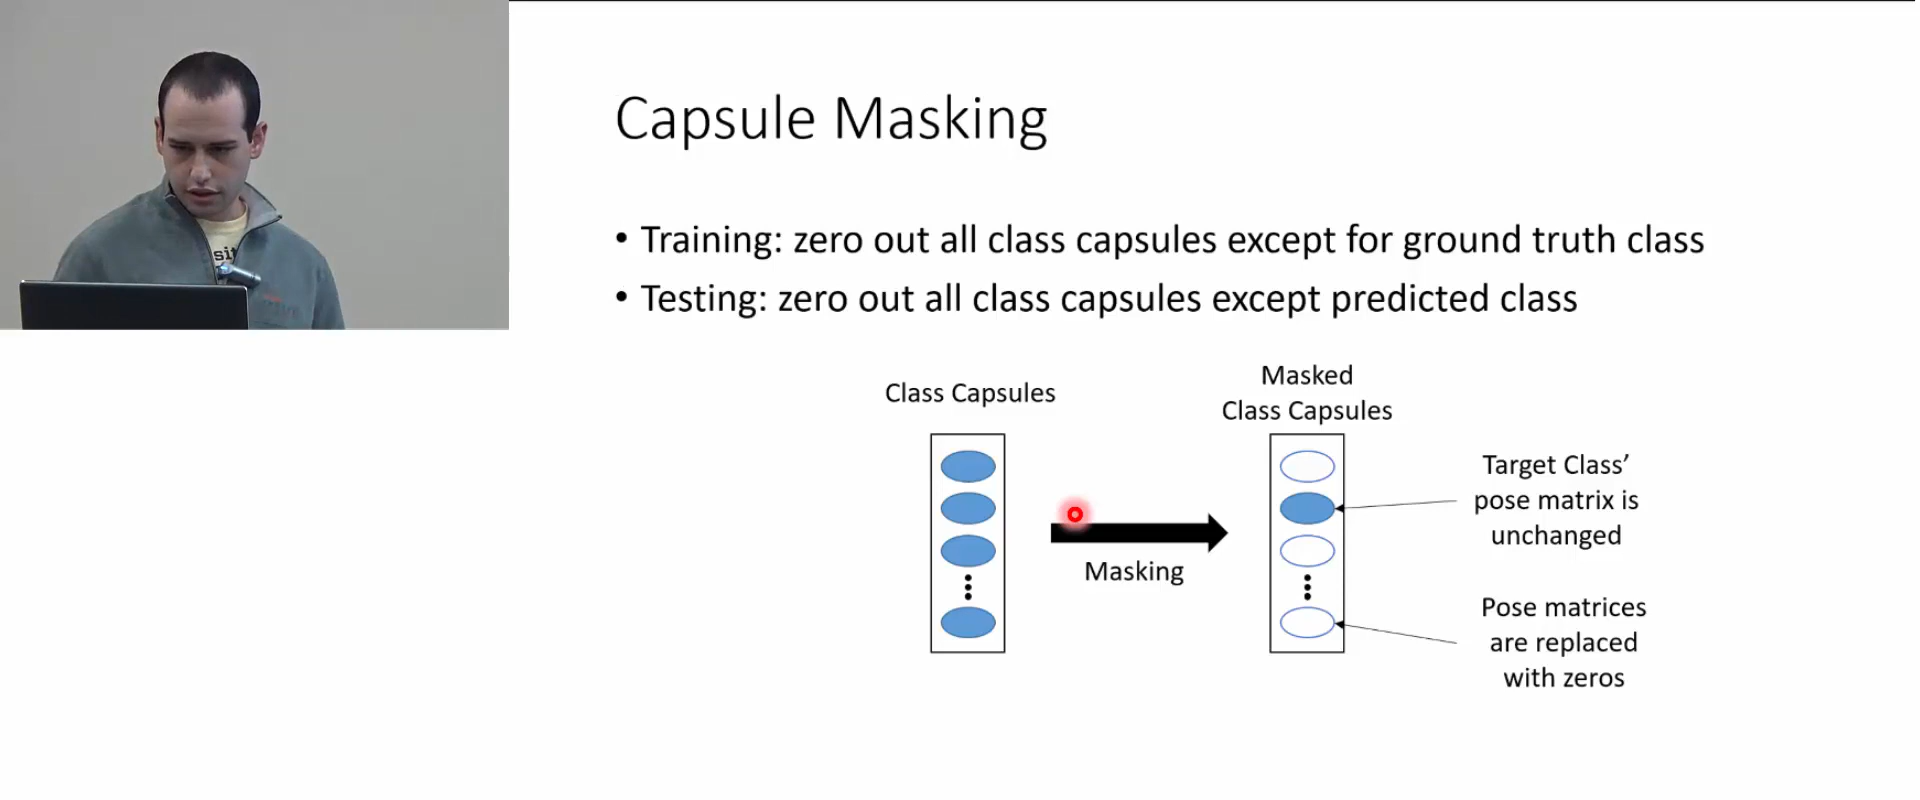 Capsule Masking
• Training: zero out all class capsules except for ground truth class
• Testing: zero out all class capsules except predicted class
Class Capsules
Masking
Masked
Class Capsules
Target Class’
pose matrix is
unchanged
Pose matrices
are replaced
with zeros